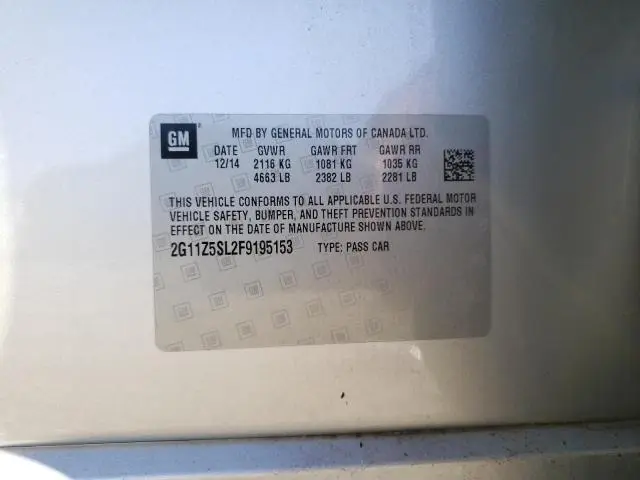 GM
MFD BY GENERAL MOTORS OF CANADA LTD.
DATE GVWR GAWR FRT GAWR RR
12/14 2116 KG 1081 KG 1035 KG
4663 LB 2382 LB 2281 LB
THIS VEHICLE CONFORMS TO ALL APPLICABLE U.S. FEDERAL MOTOR
VEHICLE SAFETY, BUMPER, AND THEFT PREVENTION STANDARDS IN
EFFECT ON THE DATE OF MANUFACTURE SHOWN ABOVE.
2G11Z5SL2F9195153 TYPE: PASS CAR